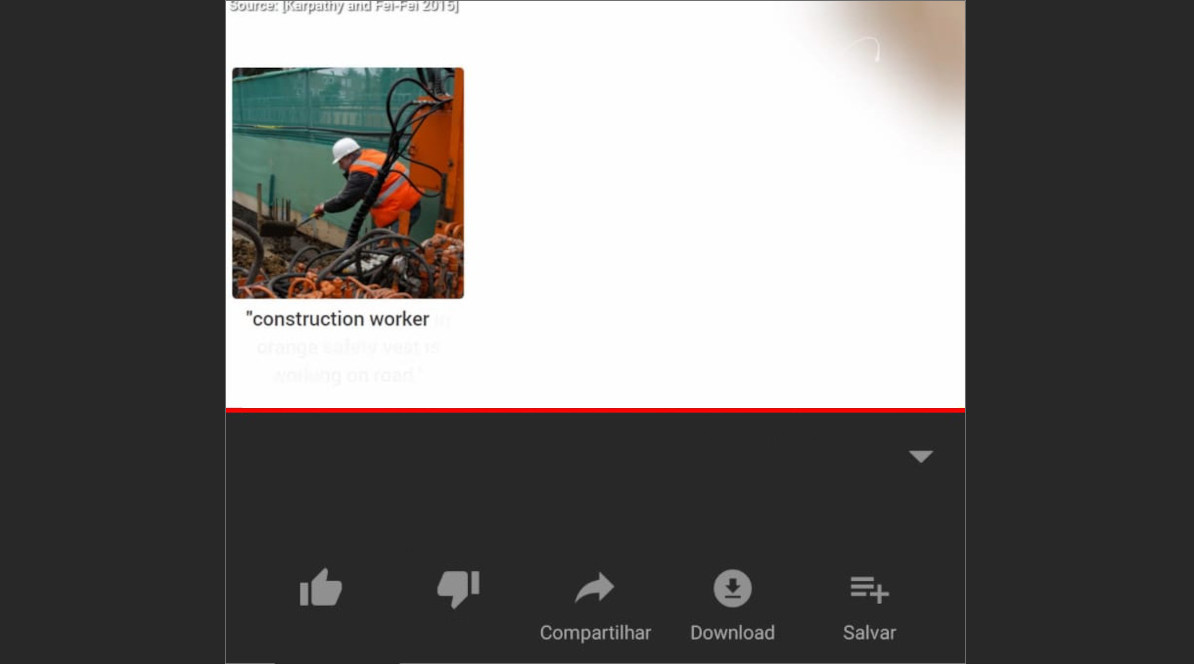 Source: [Karpathy and Fei-Fei 2015]
"construction worker in
orange safety vest is
working on road."
Compartilhar
Download
Salvar